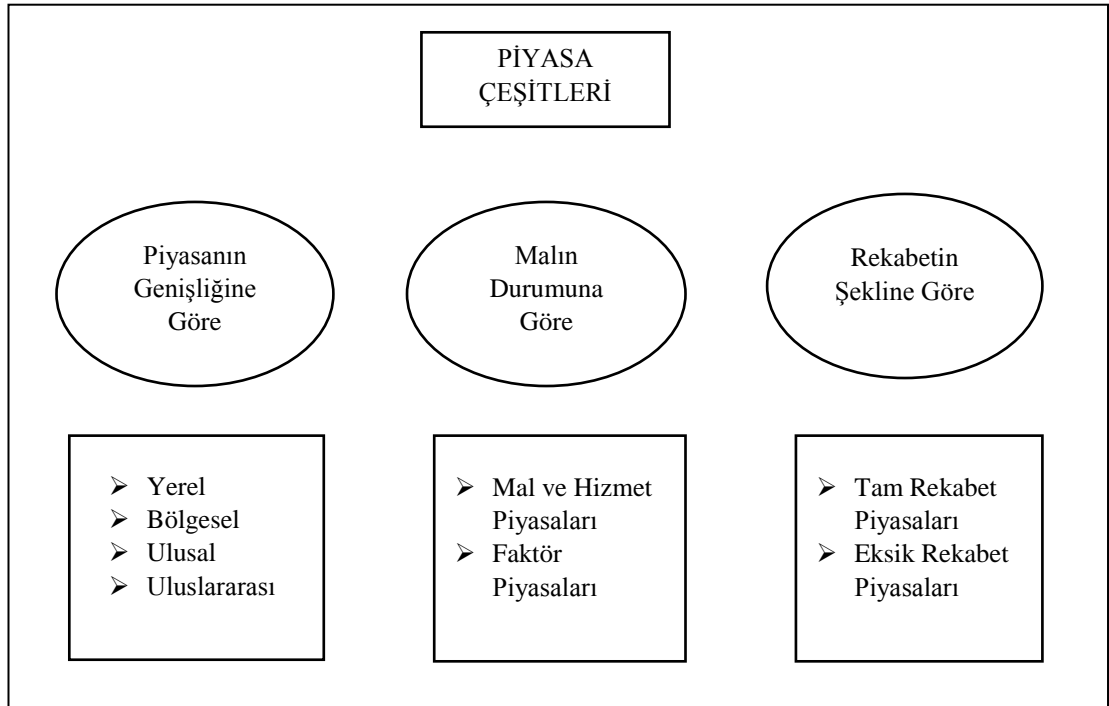 PİYASA
ÇEŞİTLERİ
Piyasanın
Genişliğine
Göre
Malın
Durumuna
Göre
Rekabetin
Şekline Göre
➢ Yerel
➢ Bölgesel
➢ Ulusal
➢ Uluslararası
➢ Mal ve Hizmet
Piyasaları
➢ Faktör
Piyasaları
➢ Tam Rekabet
Piyasaları
➢ Eksik Rekabet
Piyasaları